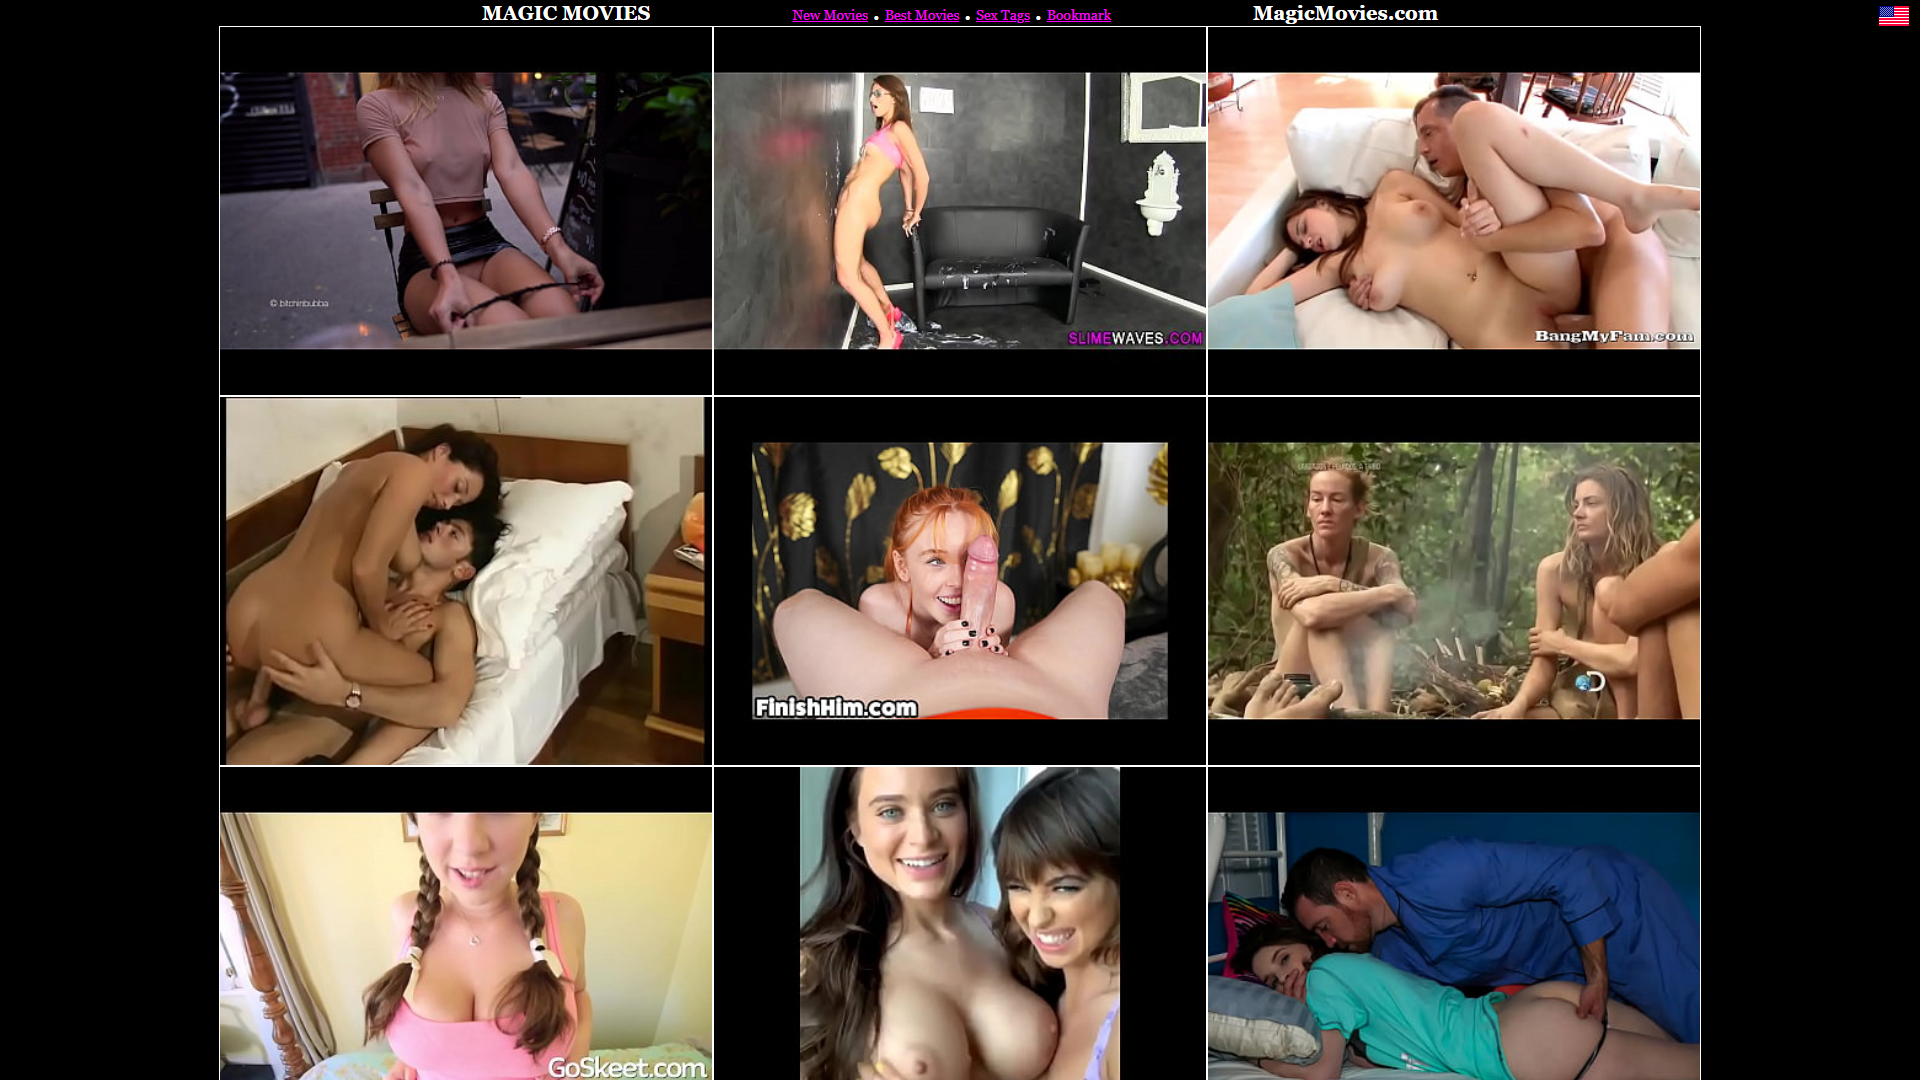 MAGIC MOVIES
New Movies • Best Movies • Sex Tags • Bookmark
MagicMovies.com
© bitchinbubba
SLIMEWAVES.COM
BangMyFam.com
FinishHim.com
GoSkeet.com